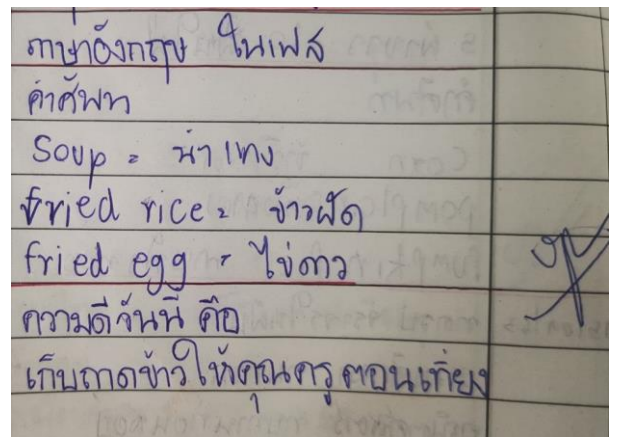 ภาษาอังกฤษ ในเฟส
คำศัพท
Soup = น้ำแกง
fried rice = ข้าวผัด
fried egg = ไข่ดาว
ความดีวันนี้ คือ
เก็บถาดข้าวให้คุณครูตอนเที่ยง